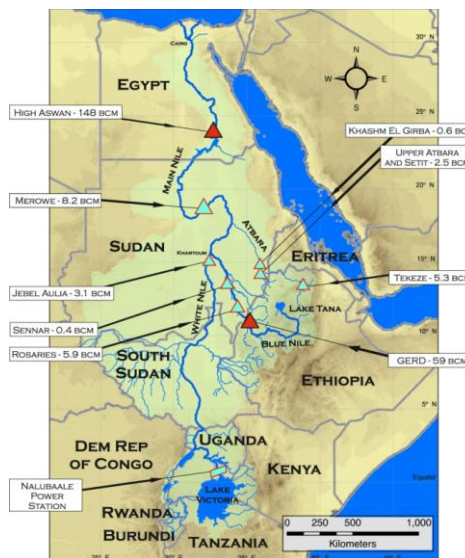 CAIRO
30° N
N
W E
S
EGYPT
HIGH ASWAN - 148 BCM
25° N
KHASHM EL GIRBA - 0.6 BC
UPPER ATBARA
AND SETIT - 2.5 BCM
MAIN NILE
20° N
MEROWE - 8.2 BCM
ATBARA
SUDAN
KHARTOUM
ERITREA
15° N
TEKEZE - 5.3 BCM
JEBEL AULIA - 3.1 BCM
WHITE NILE
LAKE TANA
SENNAR - 0.4 BCM
10° N
ROSARIES - 5.9 BCM
BLUE NILE
SOUTH
SUDAN
GERD - 59 BCM
ETHIOPIA
5° N
UGANDA
DEM REP
OF CONGO
KENYA
Equator
NALUBAALE
POWER
STATION
LAKE
VICTORIA
RWANDA
BURUNDI
TANZANIA
0 250 500 1,000
Kilometers
30° E
35° E
40° E